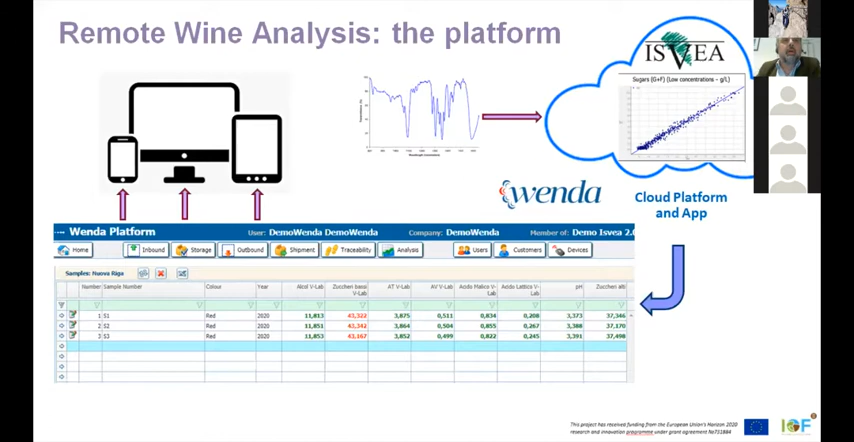 Remote Wine Analysis: the platform
ISVEA
Sugars (G+F) (Low concentrations - g/L)
wenda
Cloud Platform
and App
Wenda Platform User: DemoWenda DemoWenda Company: DemoWenda Member of: Demo Isvea 2.0
Home Inbound Storage Outbound Shipment Traceability Analysis Users Customers Devices
Samples: Nuova Riga
Number Sample Number Colour Year Alcol V-Lab Zuccheri bassi V-Lab AT V-Lab AV V-Lab Acido Malico V-Lab Acido Lattico V-Lab pH Zuccheri alti
1 S1 Red 2020 11,813 43,322 3,875 0,511 0,834 0,208 3,373 37,346
2 S2 Red 2020 11,851 43,342 3,864 0,504 0,855 0,267 3,388 37,170
3 S3 Red 2020 11,853 43,167 3,852 0,499 0,822 0,245 3,391 37,498
This project has received funding from the European Union's Horizon 2020
research and innovation programme under grant agreement No731884